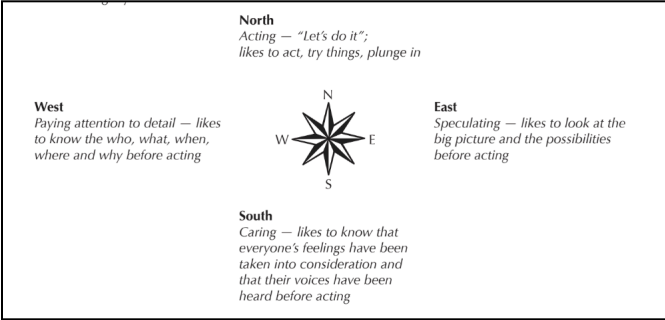 North
Acting — “Let’s do it”;
likes to act, try things, plunge in
West
Paying attention to detail — likes
to know the who, what, when,
where and why before acting
N
W
E
S
East
Speculating — likes to look at the
big picture and the possibilities
before acting
South
Caring — likes to know that
everyone’s feelings have been
taken into consideration and
that their voices have been
heard before acting